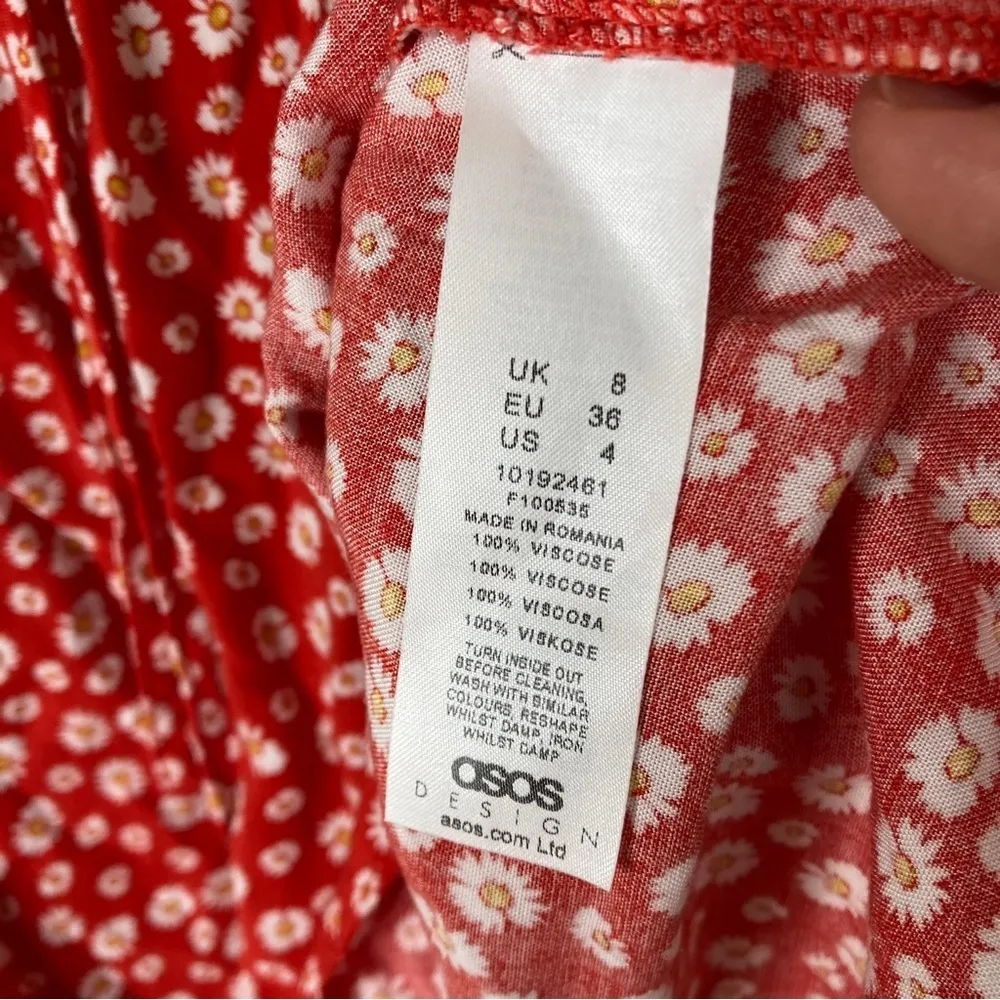 UK 8
EU 36
US 4
10192461
F100535
MADE IN ROMANIA
100% VISCOSE
100% VISCOSE
100% VISCOSA
100% VISKOSE
TURN INSIDE OUT
BEFORE CLEANING,
WASH WITH SIMILAR
COLOURS, RESHAPE
WHILST DAMP, IRON
WHILST DAMP
asos
DESIGN
asos.com Ltd